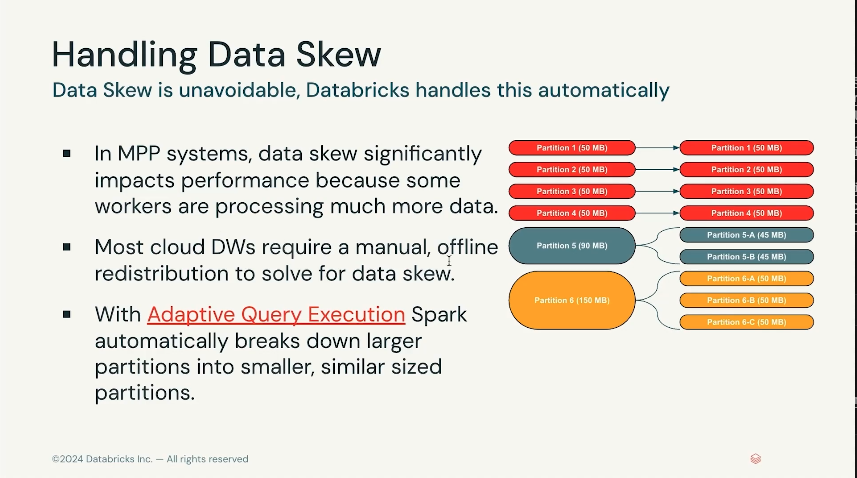 Handling Data Skew
Data Skew is unavoidable, Databricks handles this automatically
▪ In MPP systems, data skew significantly
impacts performance because some
workers are processing much more data.
▪ Most cloud DWs require a manual, offline
redistribution to solve for data skew.
▪ With Adaptive Query Execution Spark
automatically breaks down larger
partitions into smaller, similar sized
partitions.
Partition 1 (50 MB)
Partition 1 (50 MB)
Partition 2 (50 MB)
Partition 2 (50 MB)
Partition 3 (50 MB)
Partition 3 (50 MB)
Partition 4 (50 MB)
Partition 4 (50 MB)
Partition 5 (90 MB)
Partition 5-A (45 MB)
Partition 5-B (45 MB)
Partition 6 (150 MB)
Partition 6-A (50 MB)
Partition 6-B (50 MB)
Partition 6-C (50 MB)
©2024 Databricks Inc. — All rights reserved